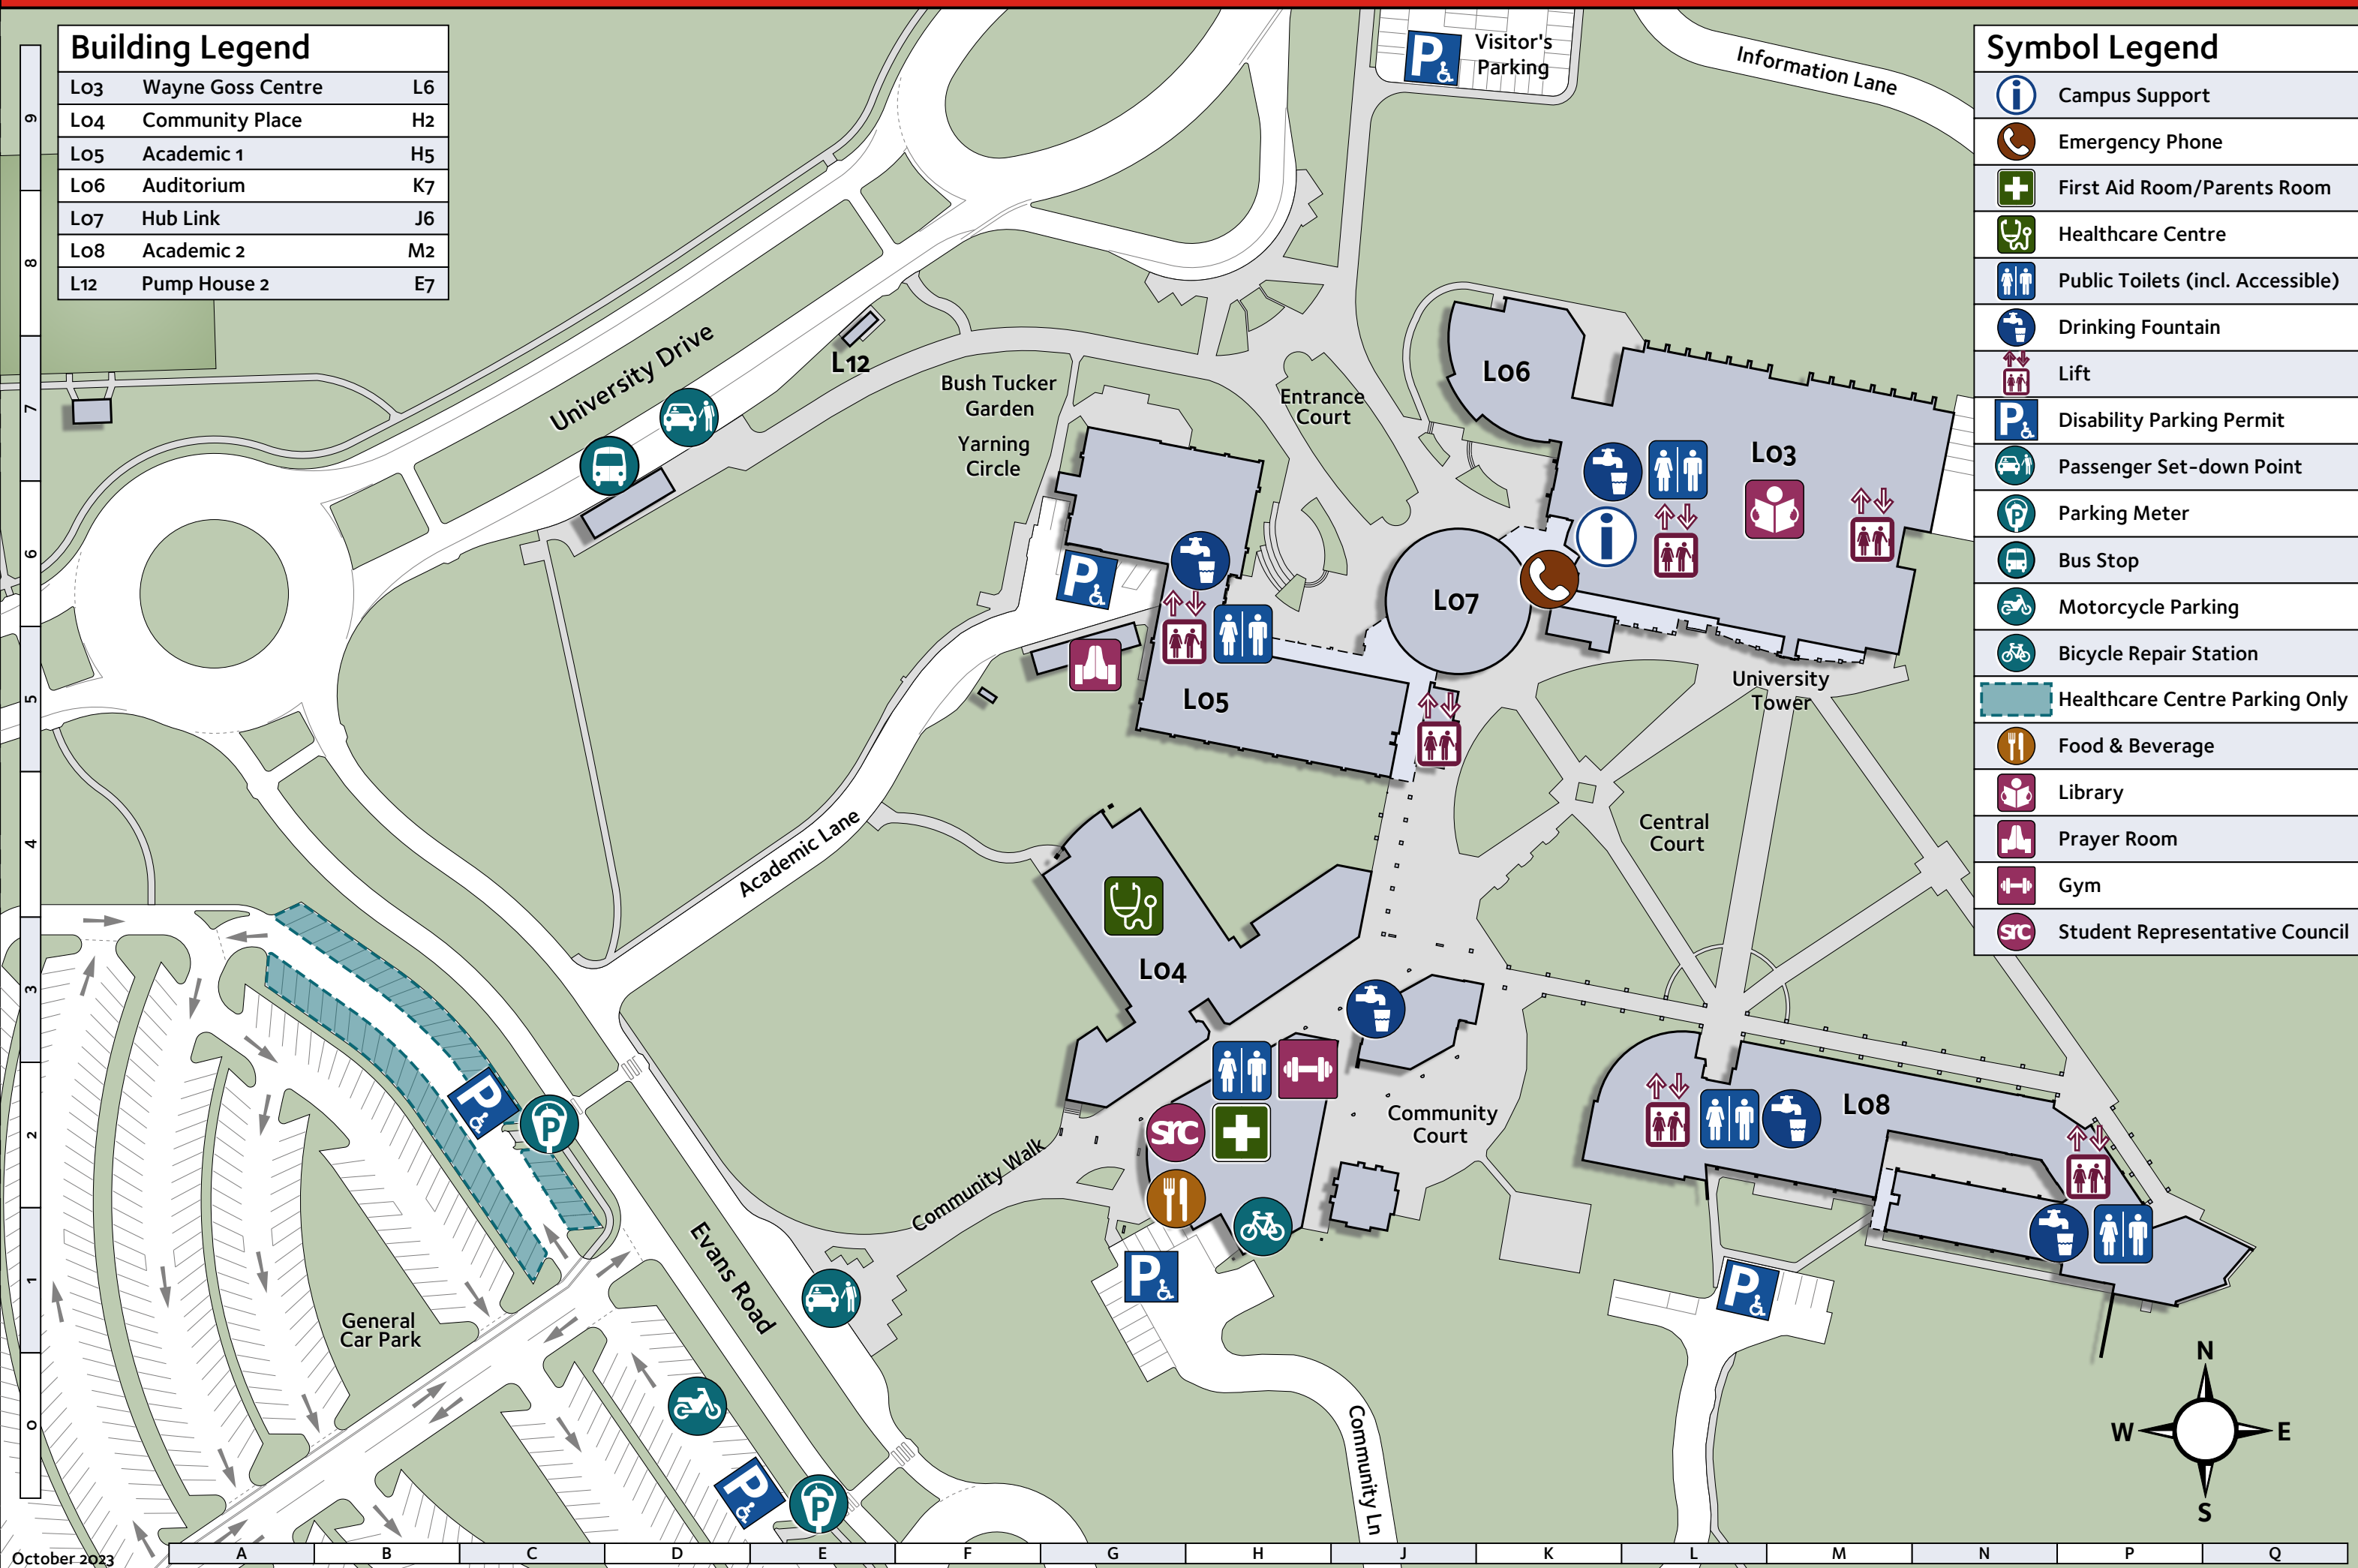 Building Legend
L03 Wayne Goss Centre L6
L04 Community Place H2
L05 Academic 1 H5
L06 Auditorium K7
L07 Hub Link J6
L08 Academic 2 M2
L12 Pump House 2 E7
Symbol Legend
i Campus Support
Emergency Phone
First Aid Room/Parents Room
Healthcare Centre
Public Toilets (incl. Accessible)
Drinking Fountain
Lift
P Disability Parking Permit
Passenger Set-down Point
P Parking Meter
Bus Stop
Motorcycle Parking
Bicycle Repair Station
Healthcare Centre Parking Only
Food & Beverage
Library
Prayer Room
Gym
src Student Representative Council
P
Visitor's
Parking
Information Lane
University Drive
L12
Bush Tucker
Garden
Yarning
Circle
Entrance
Court
L06
L03
i
P
L07
L05
University
Tower
Central
Court
Academic Lane
L04
L08
Community
Court
src
Community Walk
P
P
Evans Road
P
P
General
Car Park
P
P
Community Ln
N
W E
S
9
8
7
6
5
4
3
2
1
0
A B C D E F G H J K L M N P Q
October 2023